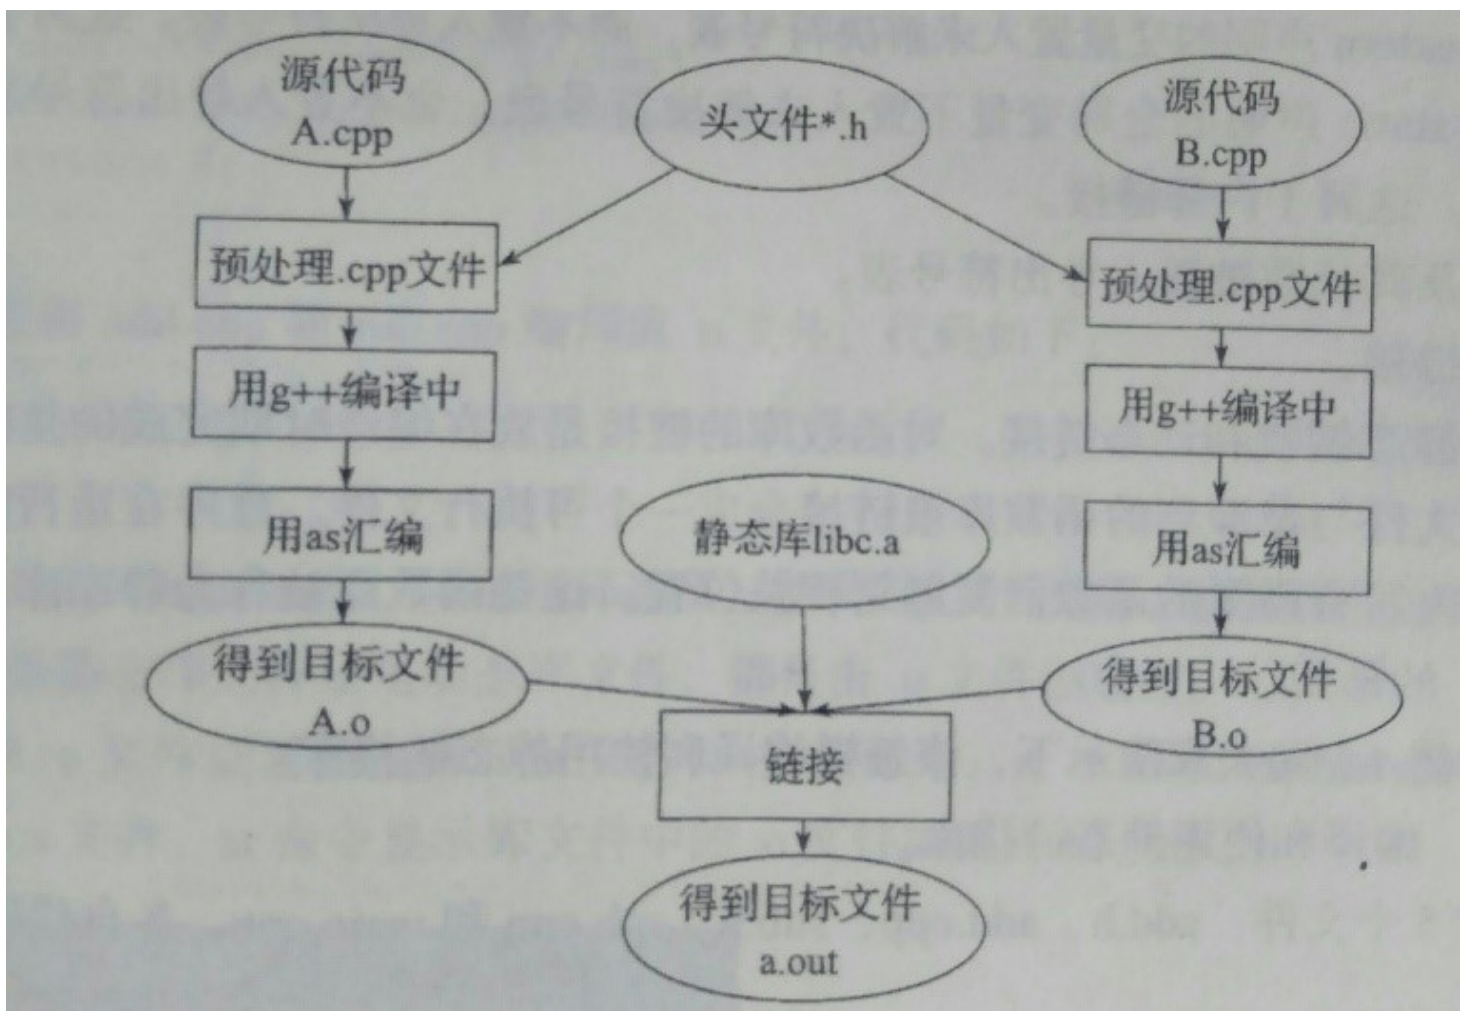 源代码
A.cpp
头文件*.h
源代码
B.cpp
预处理.cpp文件
预处理.cpp文件
用g++编译中
用g++编译中
用as汇编
静态库libc.a
用as汇编
得到目标文件
A.o
得到目标文件
B.o
链接
得到目标文件
a.out